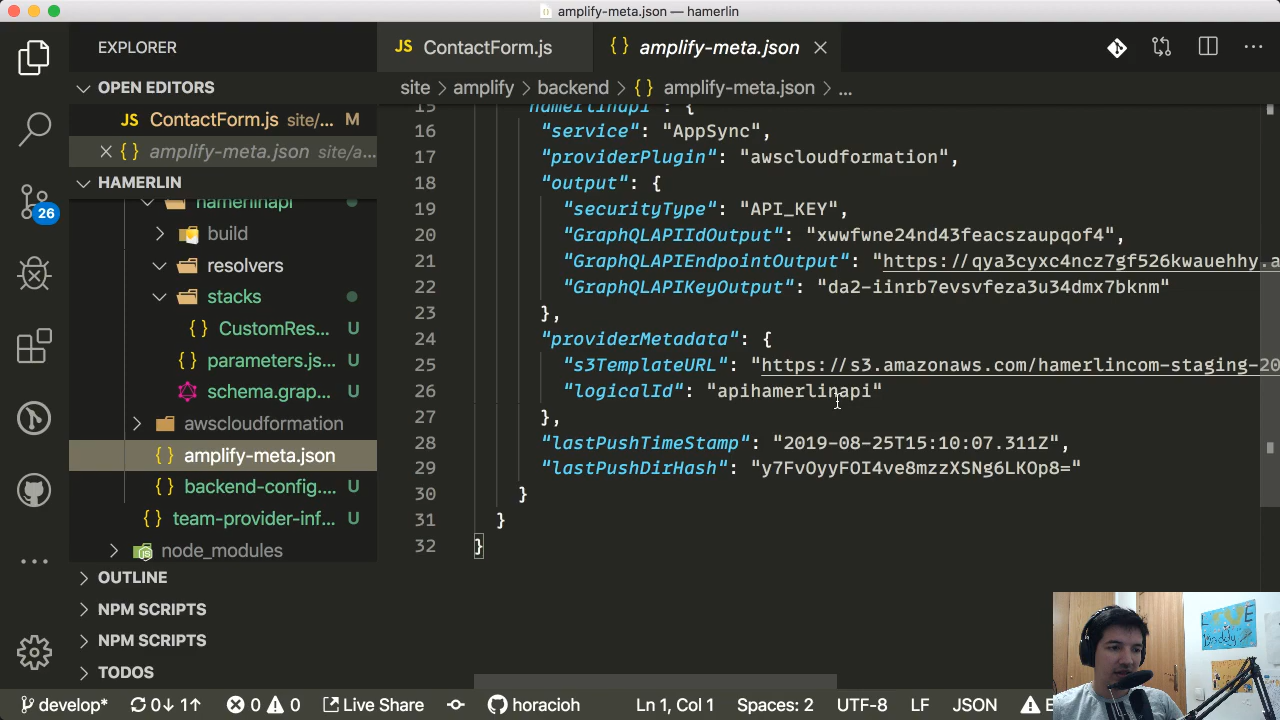 amplify-meta.json — hamerlin
EXPLORER
JS ContactForm.js
{} amplify-meta.json
OPEN EDITORS
site > amplify > backend > {} amplify-meta.json > ...
JS ContactForm.js site/... M
{} amplify-meta.json site/a...
HAMERLIN
hamerlinapi
build
resolvers
stacks
{} CustomRes... U
{} parameters.js... U
schema.grap... U
awscloudformation
{} amplify-meta.json
{} backend-config.... U
{} team-provider-inf... U
node_modules
OUTLINE
NPM SCRIPTS
NPM SCRIPTS
TODOS
26
15 "hamerlinapi": {
16 "service": "AppSync",
17 "providerPlugin": "awscloudformation",
18 "output": {
19 "securityType": "API_KEY",
20 "GraphQLAPIIdOutput": "xwwfwne24nd43feacszaupqof4",
21 "GraphQLAPIEndpointOutput": "https://qya3cyxc4ncz7gf526kwauehhy.a
22 "GraphQLAPIKeyOutput": "da2-iinrb7evsvfeza3u34dmx7bknm"
23 },
24 "providerMetadata": {
25 "s3TemplateURL": "https://s3.amazonaws.com/hamerlincom-staging-20
26 "logicalId": "apihamerlinapi"
27 },
28 "lastPushTimeStamp": "2019-08-25T15:10:07.311Z",
29 "lastPushDirHash": "y7FvOyyFOI4ve8mzzXSNg6LKOp8="
30 }
31 }
32 }
develop* 0↓ 1↑ 0 0 Live Share horacioh Ln 1, Col 1 Spaces: 2 UTF-8 LF JSON